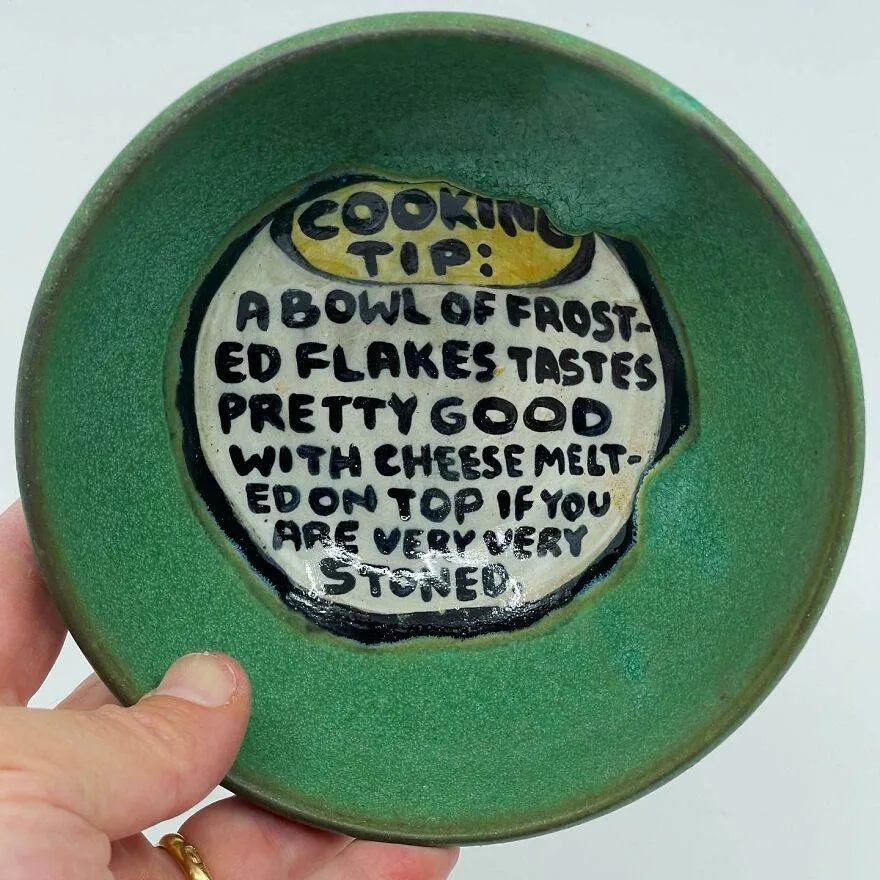 COOKING
TIP:
A BOWL OF FROST-
ED FLAKES TASTES
PRETTY GOOD
WITH CHEESE MELT-
ED ON TOP IF YOU
ARE VERY VERY
STONED.